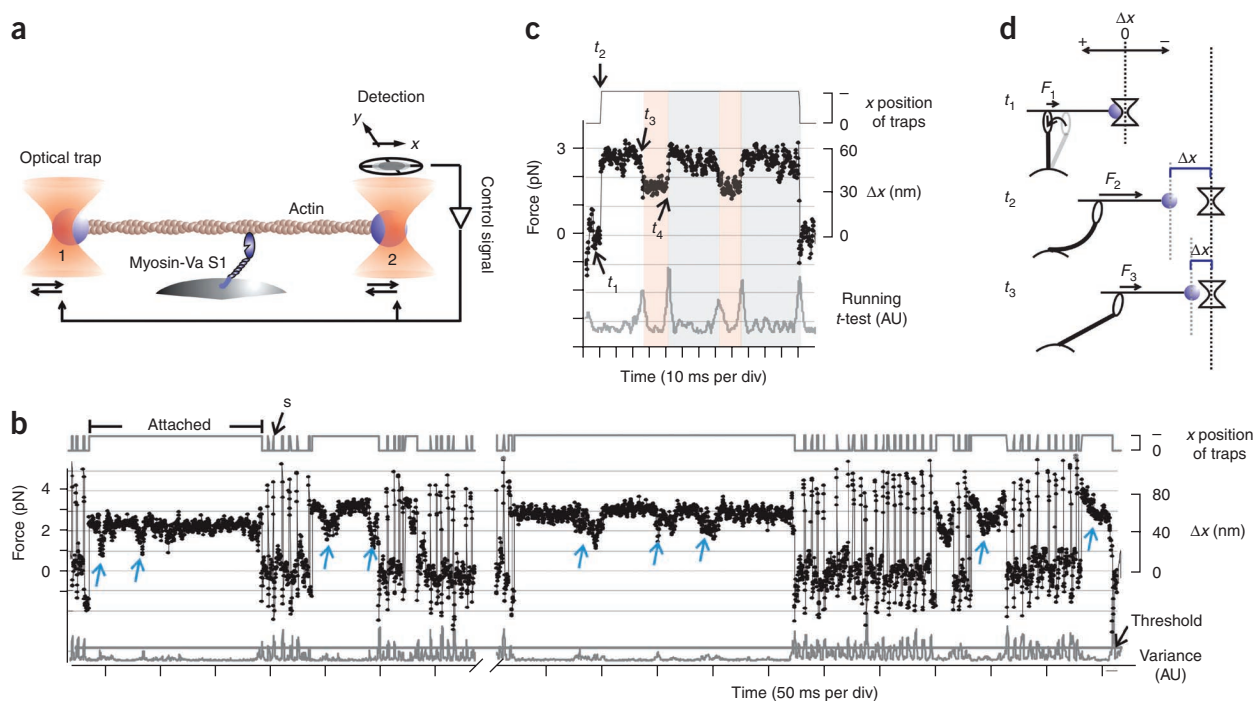 a
Detection
y
x
Optical trap
Actin
Control signal
1
2
Myosin-Va S1
c
t2
t3
x position
of traps
–
0
3
60
Force (pN)
30
Δx (nm)
0
0
t4
t1
Running
t-test (AU)
Time (10 ms per div)
d
Δx
0
+
–
t1
F1
Δx
t2
F2
Δx
t3
F3
b
Attached
s
–
0
x position
of traps
4
80
Force (pN)
2
40
Δx (nm)
0
0
Threshold
Variance
(AU)
Time (50 ms per div)